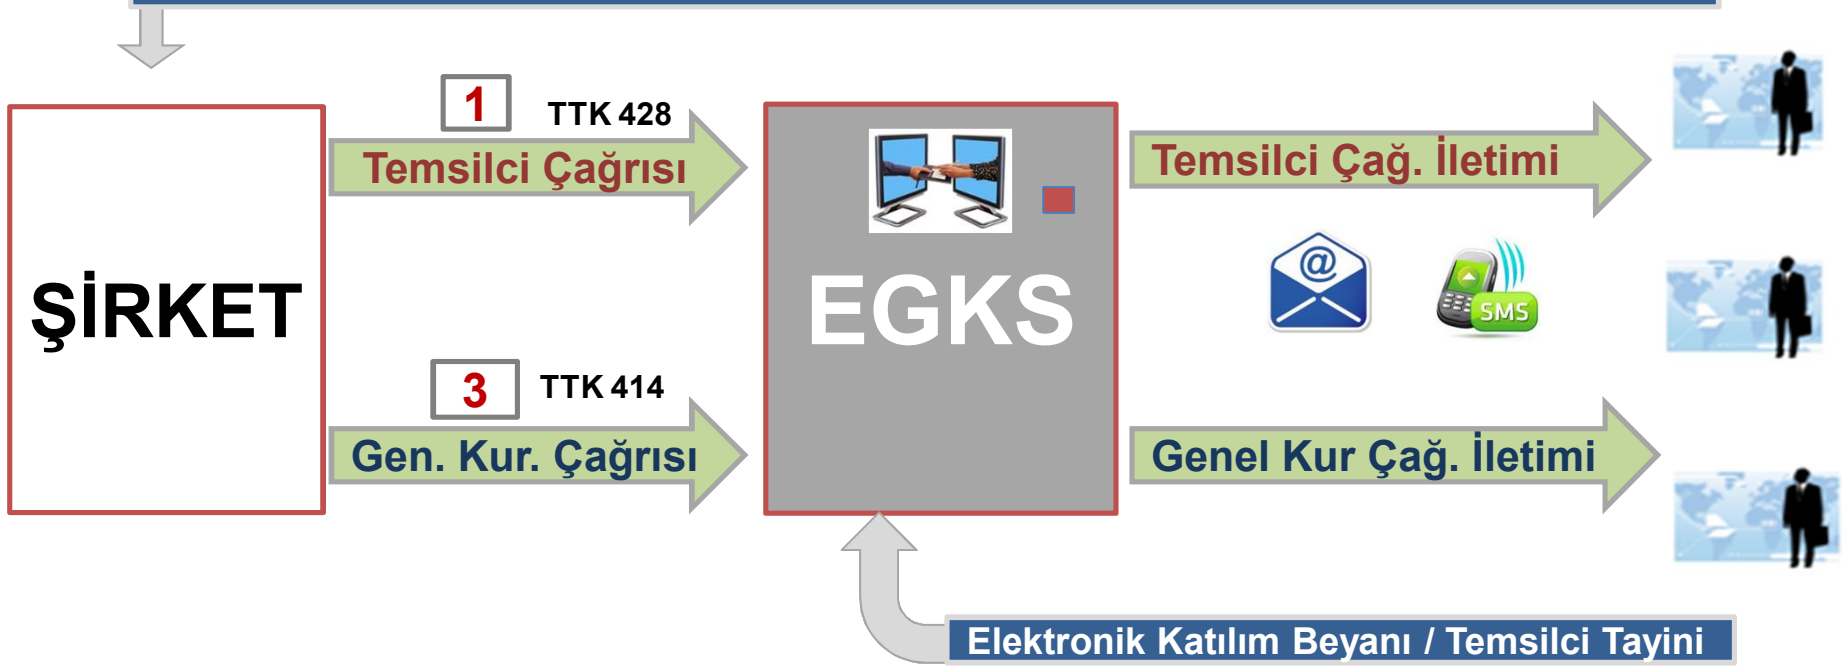 1
TTK 428
Temsilci Çağrısı
Temsilci Çağ. İletimi
ŞİRKET
EGKS
@
SMS
3
TTK 414
Gen. Kur. Çağrısı
Genel Kur Çağ. İletimi
Elektronik Katılım Beyanı / Temsilci Tayini